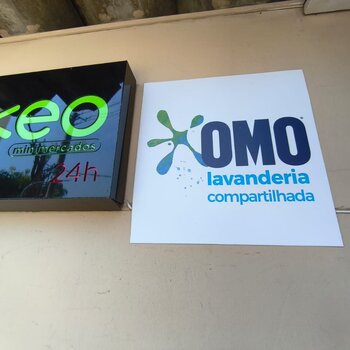 keo
minimercados
24h
OMO
lavanderia
compartilhada